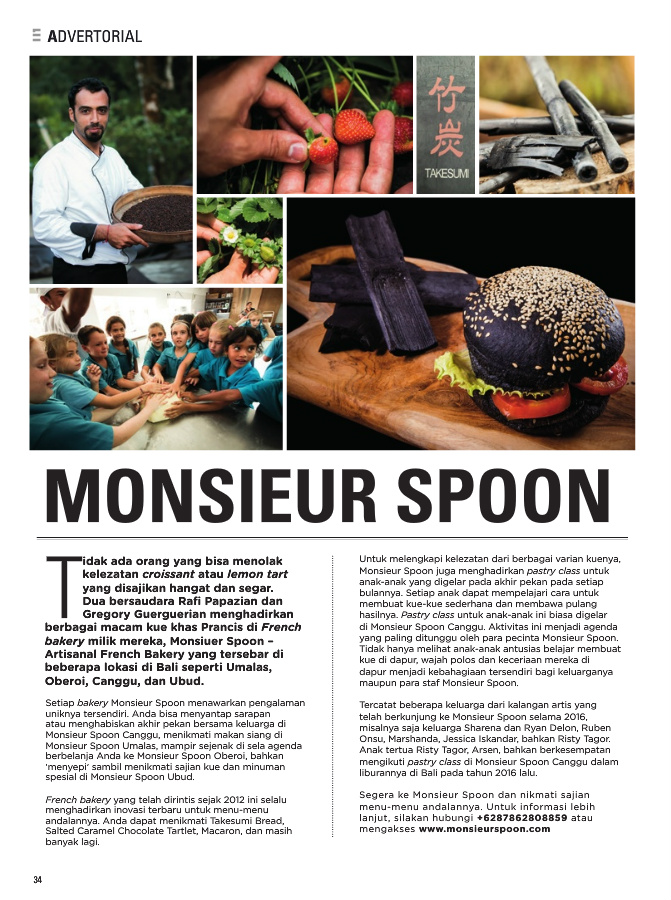 ADVERTORIAL
竹
炭
TAKESUMI
MONSIEUR SPOON
Tidak ada orang yang bisa menolak
kelezatan croissant atau lemon tart
yang disajikan hangat dan segar.
Dua bersaudara Rafi Papazian dan
Gregory Guerguerian menghadirkan
berbagai macam kue khas Prancis di French
bakery milik mereka, Monsiuer Spoon –
Artisanal French Bakery yang tersebar di
beberapa lokasi di Bali seperti Umalas,
Oberoi, Canggu, dan Ubud.
Setiap bakery Monsieur Spoon menawarkan pengalaman
uniknya tersendiri. Anda bisa menyantap sarapan
atau menghabiskan akhir pekan bersama keluarga di
Monsieur Spoon Canggu, menikmati makan siang di
Monsieur Spoon Umalas, mampir sejenak di sela agenda
berbelanja Anda ke Monsieur Spoon Oberoi, bahkan
‘menyepi’ sambil menikmati sajian kue dan minuman
spesial di Monsieur Spoon Ubud.
French bakery yang telah dirintis sejak 2012 ini selalu
menghadirkan inovasi terbaru untuk menu-menu
andalannya. Anda dapat menikmati Takesumi Bread,
Salted Caramel Chocolate Tartlet, Macaron, dan masih
banyak lagi.
Untuk melengkapi kelezatan dari berbagai varian kuenya,
Monsieur Spoon juga menghadirkan pastry class untuk
anak-anak yang digelar pada akhir pekan pada setiap
bulannya. Setiap anak dapat mempelajari cara untuk
membuat kue-kue sederhana dan membawa pulang
hasilnya. Pastry class untuk anak-anak ini biasa digelar
di Monsieur Spoon Canggu. Aktivitas ini menjadi agenda
yang paling ditunggu oleh para pecinta Monsieur Spoon.
Tidak hanya melihat anak-anak antusias belajar membuat
kue di dapur, wajah polos dan keceriaan mereka di
dapur menjadi kebahagiaan tersendiri bagi keluarganya
maupun para staf Monsieur Spoon.
Tercatat beberapa keluarga dari kalangan artis yang
telah berkunjung ke Monsieur Spoon selama 2016,
misalnya saja keluarga Sharena dan Ryan Delon, Ruben
Onsu, Marshanda, Jessica Iskandar, bahkan Risty Tagor.
Anak tertua Risty Tagor, Arsen, bahkan berkesempatan
mengikuti pastry class di Monsieur Spoon Canggu dalam
liburannya di Bali pada tahun 2016 lalu.
Segera ke Monsieur Spoon dan nikmati sajian
menu-menu andalannya. Untuk informasi lebih
lanjut, silakan hubungi +6287862808859 atau
mengakses www.monsieurspoon.com
34